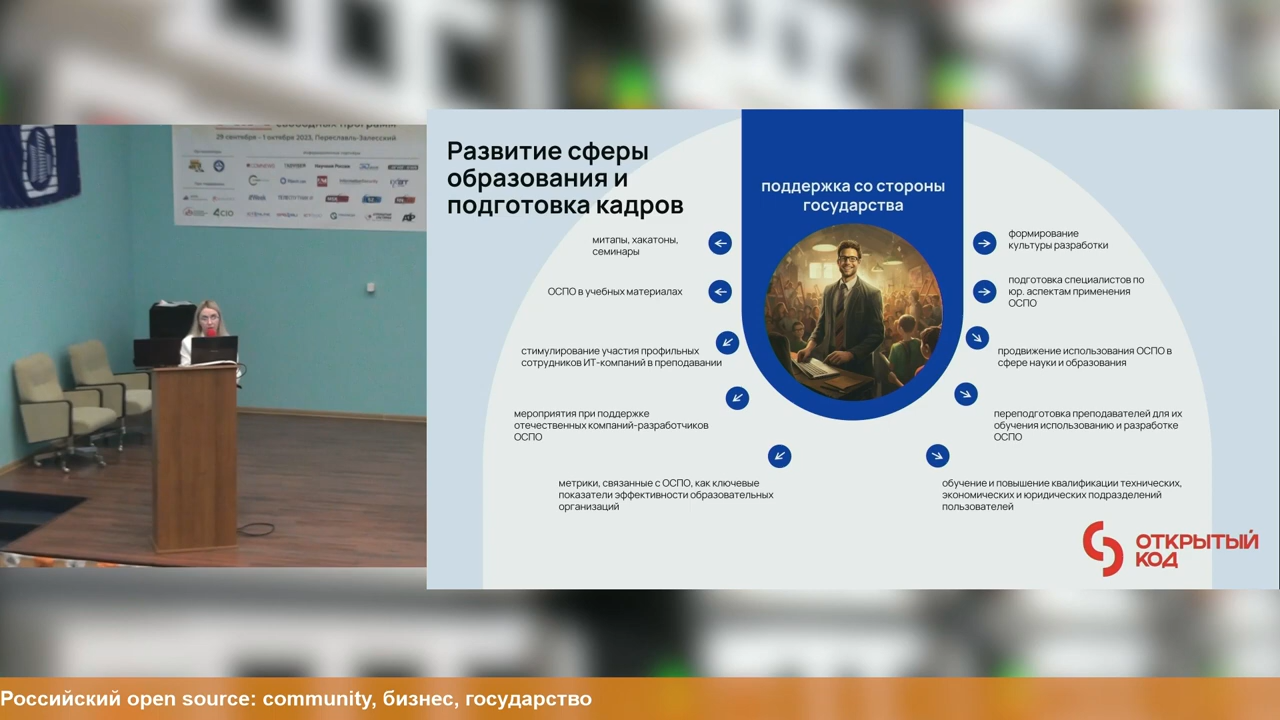 свободных программ
29 сентября - 1 октября 2023, Переславль-Залесский
Развитие сферы
образования и
подготовка кадров
поддержка со стороны
государства
митапы, хакатоны,
семинары
ОСПО в учебных материалах
стимулирование участия профильных
сотрудников ИТ-компаний в преподавании
мероприятия при поддержке
отечественных компаний-разработчиков
ОСПО
метрики, связанные с ОСПО, как ключевые
показатели эффективности образовательных
организаций
формирование
культуры разработки
подготовка специалистов по
юр. аспектам применения
ОСПО
продвижение использования ОСПО в
сфере науки и образования
переподготовка преподавателей для их
обучения использованию и разработке
ОСПО
обучение и повышение квалификации технических,
экономических и юридических подразделений
пользователей
ОТКРЫТЫЙ
КОД
Российский open source: community, бизнес, государство